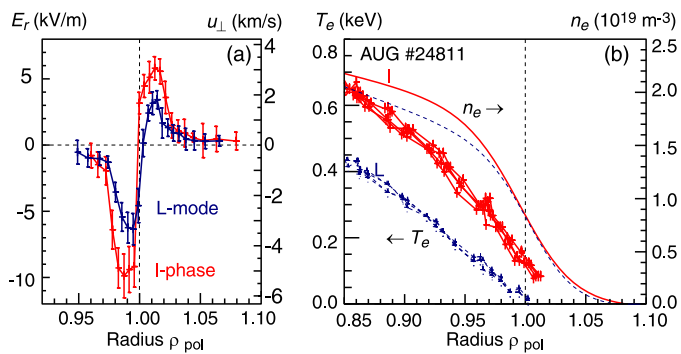 E_r (kV/m)
u_⊥ (km/s)
(a)
5
0
-5
-10
4
2
0
-2
-4
-6
L-mode
I-phase
0.95
1.00
1.05
1.10
Radius ρ_pol
T_e (keV)
n_e (10^19 m^-3)
AUG #24811
(b)
I
n_e →
L
← T_e
0.8
0.6
0.4
0.2
0.0
2.5
2.0
1.5
1.0
0.5
0.0
0.85
0.90
0.95
1.00
1.05
1.10
Radius ρ_pol